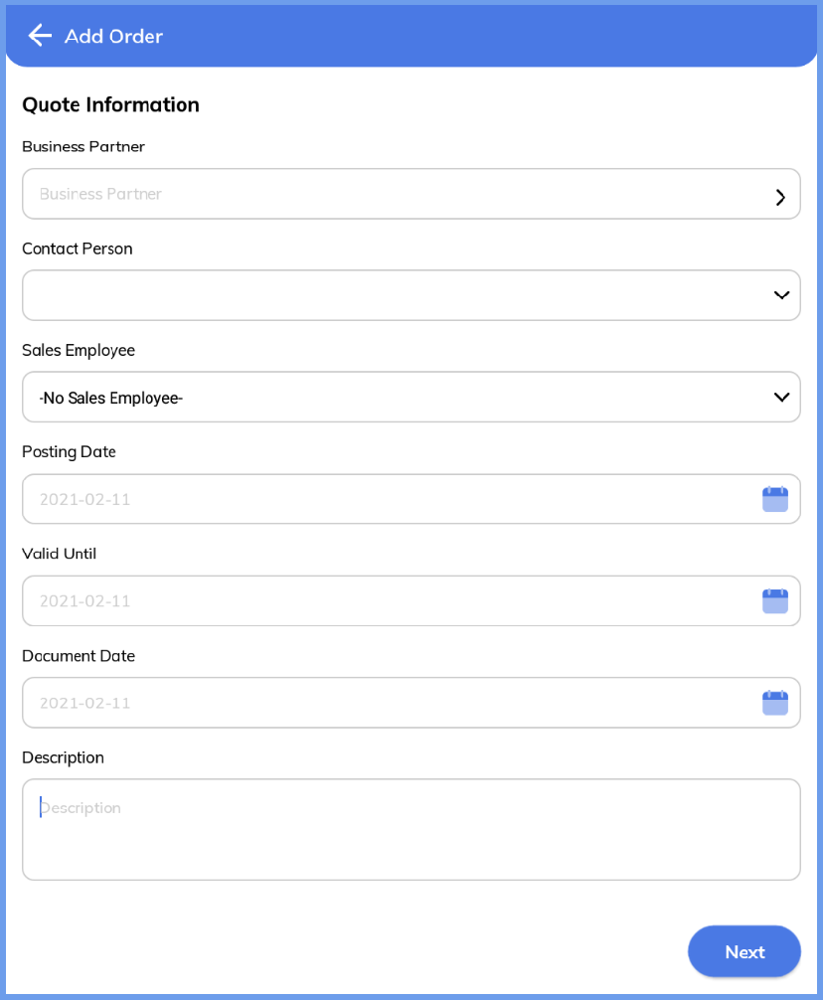 Add Order
Quote Information
Business Partner
Business Partner
Contact Person
Sales Employee
-No Sales Employee-
Posting Date
2021-02-11
Valid Until
2021-02-11
Document Date
2021-02-11
Description
Description
Next